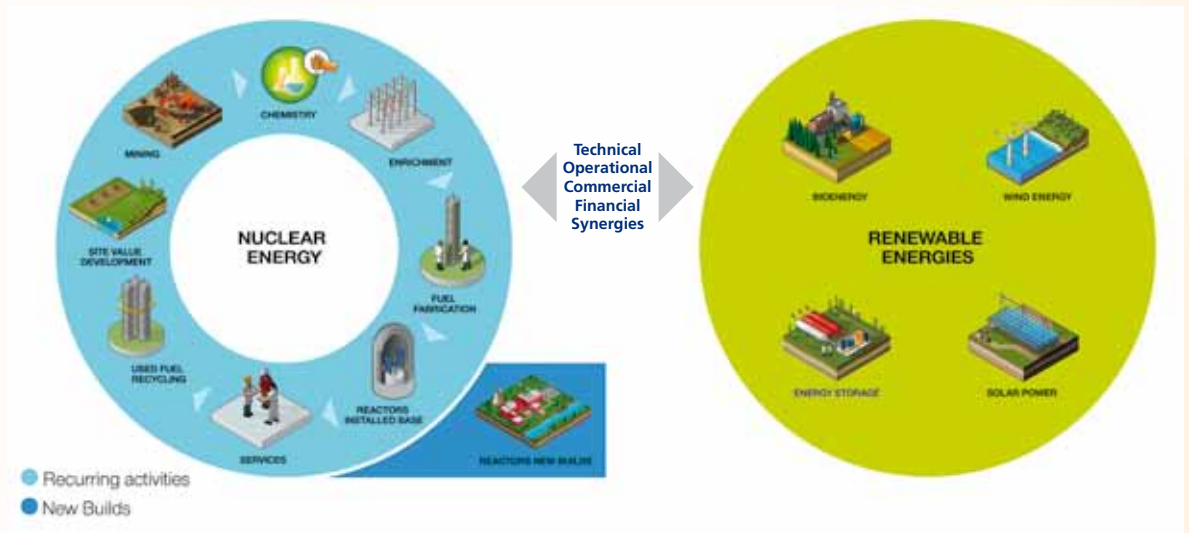 CHEMISTRY
MINING
ENRICHMENT
SITE VALUE
DEVELOPMENT
NUCLEAR
ENERGY
FUEL
FABRICATION
USED FUEL
RECYCLING
REACTORS
INSTALLED BASE
SERVICES
REACTORS NEW BUILDS
Recurring activities
New Builds
Technical
Operational
Commercial
Financial
Synergies
BIOENERGY
WIND ENERGY
RENEWABLE
ENERGIES
ENERGY STORAGE
SOLAR POWER